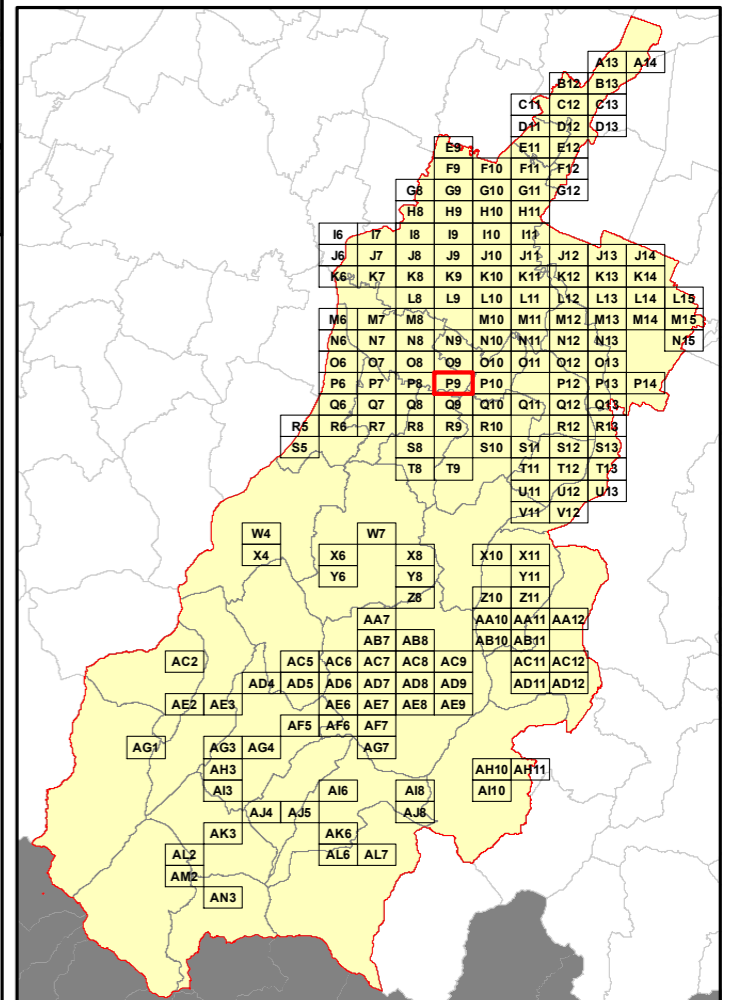 A13 A14
B12 B13
C11 C12 C13
D11 D12 D13
E9 E11 E12
F9 F10 F11 F12
G8 G9 G10 G11 G12
H8 H9 H10 H11
I6 I7 I8 I9 I10 I11
J6 J7 J8 J9 J10 J11 J12 J13 J14
K6 K7 K8 K9 K10 K11 K12 K13 K14
L8 L9 L10 L11 L12 L13 L14 L15
M6 M7 M8 M10 M11 M12 M13 M14 M15
N6 N7 N8 N9 N10 N11 N12 N13 N15
O6 O7 O8 O9 O10 O11 O12 O13
P6 P7 P8 P9 P10 P12 P13 P14
Q6 Q7 Q8 Q9 Q10 Q11 Q12 Q13
R5 R6 R7 R8 R9 R10 R12 R13
S5 S8 S10 S11 S12 S13
T8 T9 T11 T12 T13
U11 U12 U13
V11 V12
W4 W7
X4 X6 X8 X10 X11
Y6 Y8 Y11
Z8 Z10 Z11
AA7 AA10 AA11 AA12
AB7 AB8 AB10 AB11
AC2 AC5 AC6 AC7 AC8 AC9 AC11 AC12
AD4 AD5 AD6 AD7 AD8 AD9 AD11 AD12
AE2 AE3 AE6 AE7 AE8 AE9
AF5 AF6 AF7
AG1 AG3 AG4 AG7
AH3 AH10 AH11
AI3 AI6 AI8 AI10
AJ4 AJ5 AJ8
AK3 AK6
AL2 AL6 AL7
AM2
AN3